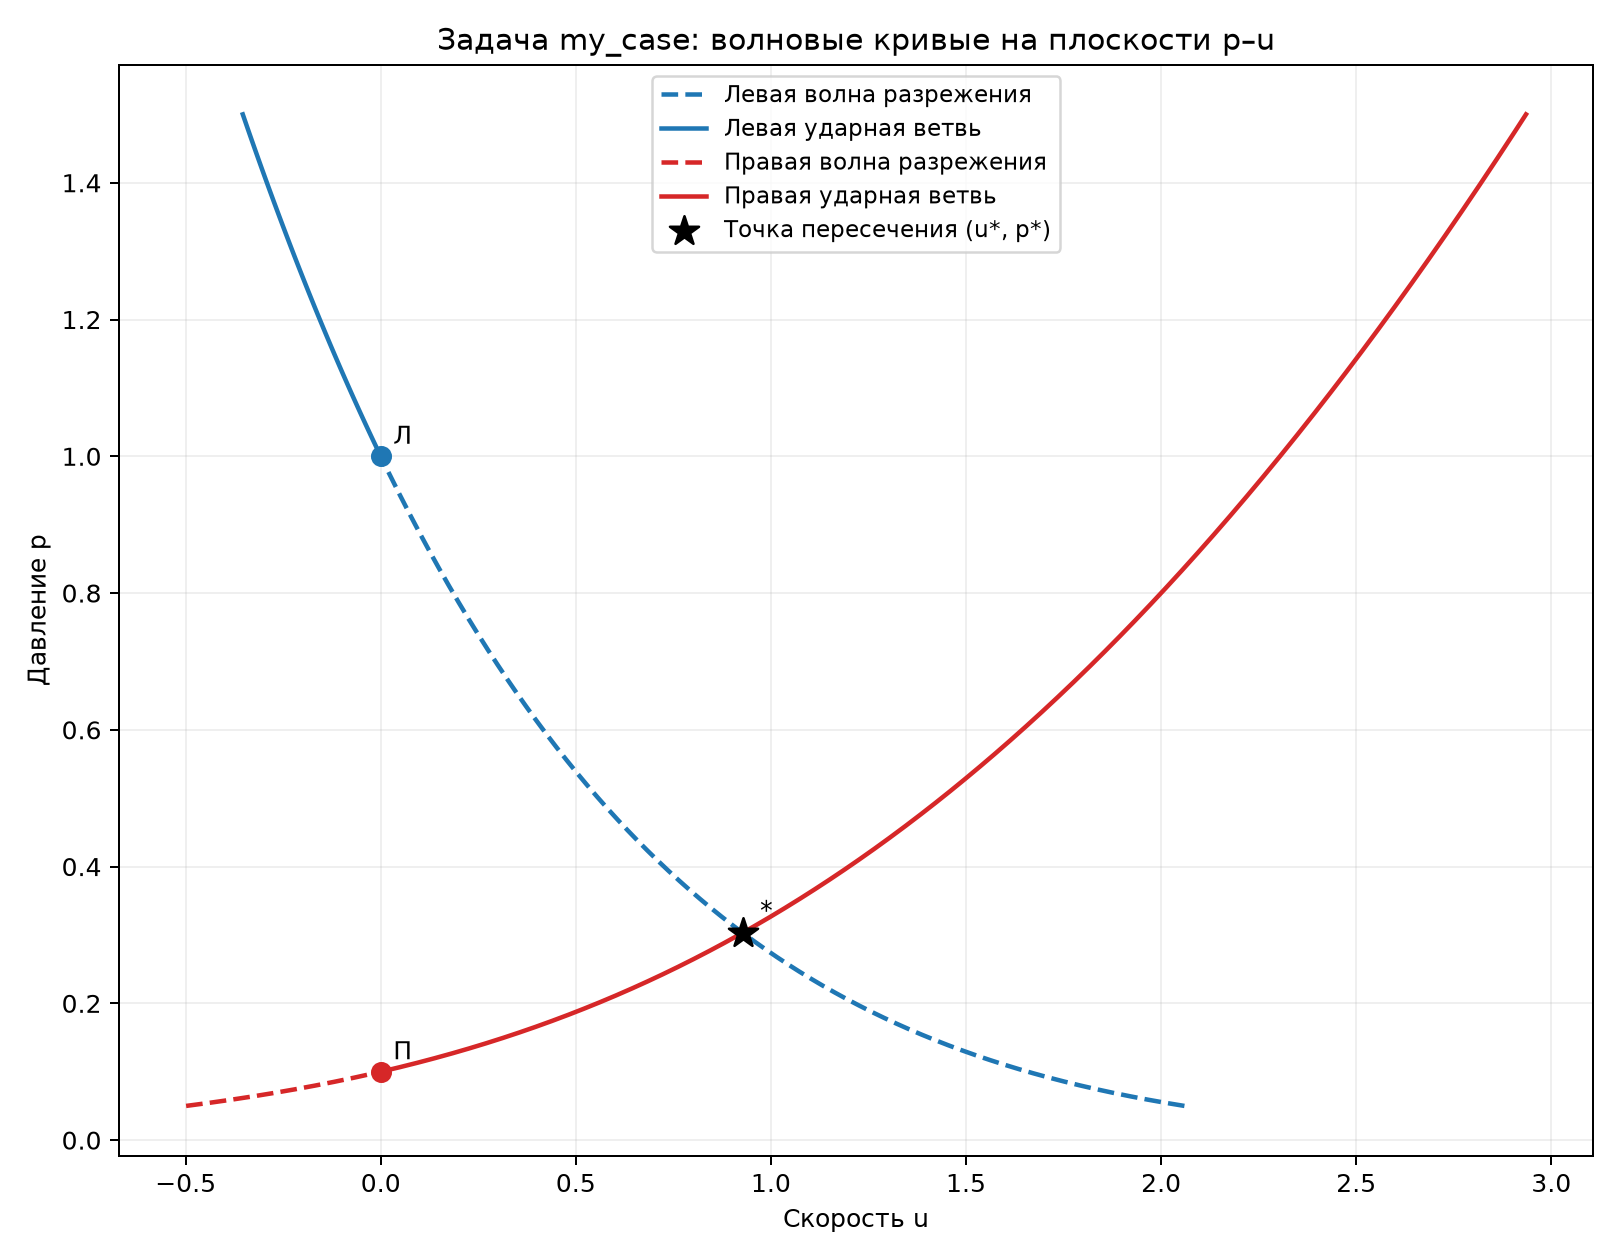 Задача my_case: волновые кривые на плоскости p–u
Левая волна разрежения
Левая ударная ветвь
Правая волна разрежения
Правая ударная ветвь
Точка пересечения (u*, p*)
Давление p
1.4
1.2
1.0
0.8
0.6
0.4
0.2
0.0
Л
*
П
−0.5
0.0
0.5
1.0
1.5
2.0
2.5
3.0
Скорость u